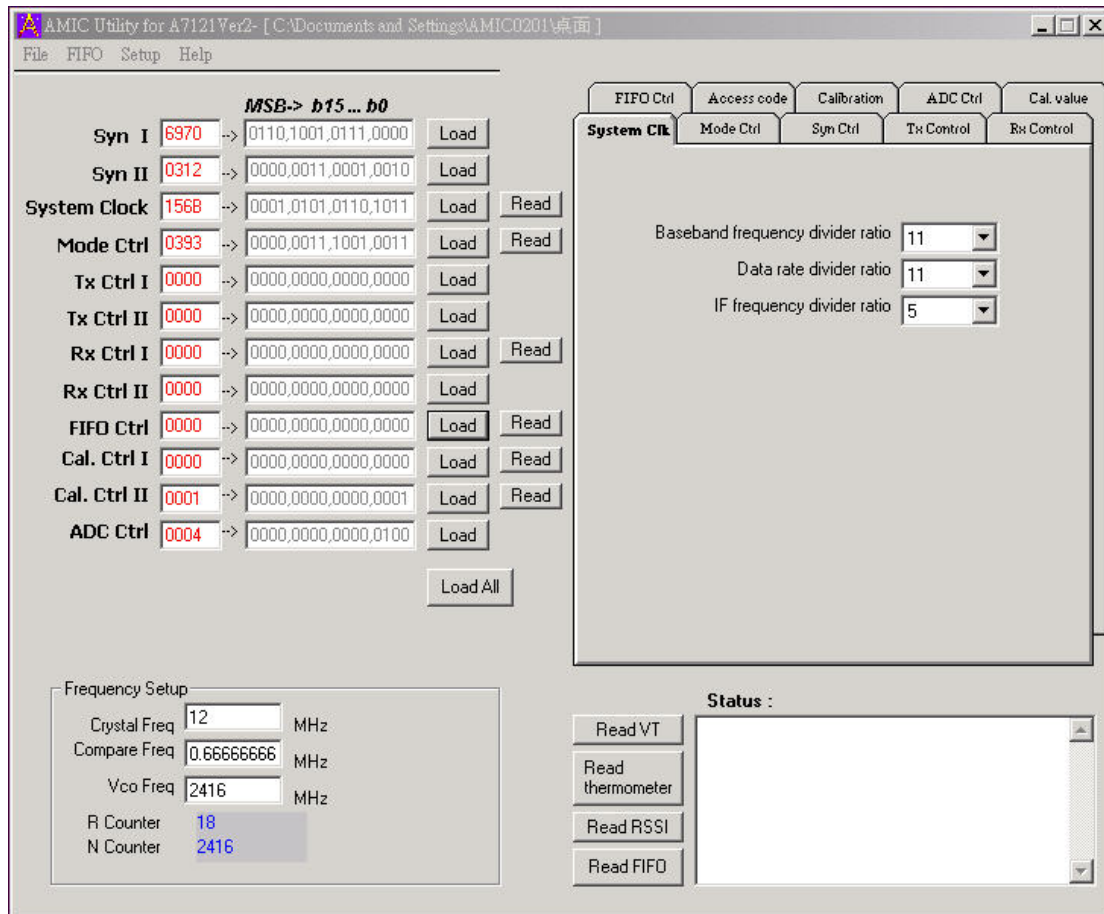 AMIC Utility for A7121Ver2- [ C:\Documents and Settings\AMIC0201\桌面 ]
File FIFO Setup Help
MSB-> b15... b0
Syn I 6970 --> 0110,1001,0111,0000 Load
Syn II 0312 --> 0000,0011,0001,0010 Load
System Clock 156B --> 0001,0101,0110,1011 Load Read
Mode Ctrl 0393 --> 0000,0011,1001,0011 Load Read
Tx Ctrl I 0000 --> 0000,0000,0000,0000 Load
Tx Ctrl II 0000 --> 0000,0000,0000,0000 Load
Rx Ctrl I 0000 --> 0000,0000,0000,0000 Load Read
Rx Ctrl II 0000 --> 0000,0000,0000,0000 Load
FIFO Ctrl 0000 --> 0000,0000,0000,0000 Load Read
Cal. Ctrl I 0000 --> 0000,0000,0000,0000 Load Read
Cal. Ctrl II 0001 --> 0000,0000,0000,0001 Load Read
ADC Ctrl 0004 --> 0000,0000,0000,0100 Load
Load All
FIFO Ctrl Access code Calibration ADC Ctrl Cal. value
System Clk Mode Ctrl Syn Ctrl Tx Control Rx Control
Baseband frequency divider ratio 11
Data rate divider ratio 11
IF frequency divider ratio 5
Frequency Setup
Crystal Freq 12 MHz
Compare Freq 0.66666666 MHz
Vco Freq 2416 MHz
R Counter 18
N Counter 2416
Status :
Read VT
Read
thermometer
Read RSSI
Read FIFO